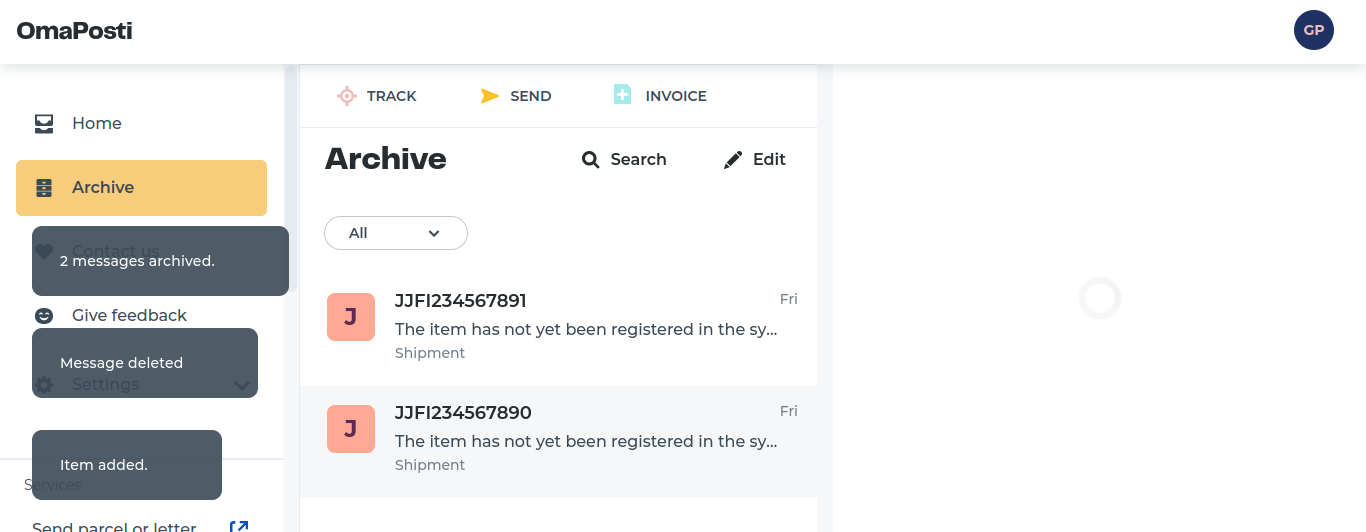 OmaPosti
GP
Home
Archive
Contact us
2 messages archived.
Give feedback
Message deleted
Settings
Item added.
Services
Send parcel or letter
TRACK
SEND
INVOICE
Archive
Search
Edit
All
J
JJFI234567891
Fri
The item has not yet been registered in the sy...
Shipment
J
JJFI234567890
Fri
The item has not yet been registered in the sy...
Shipment